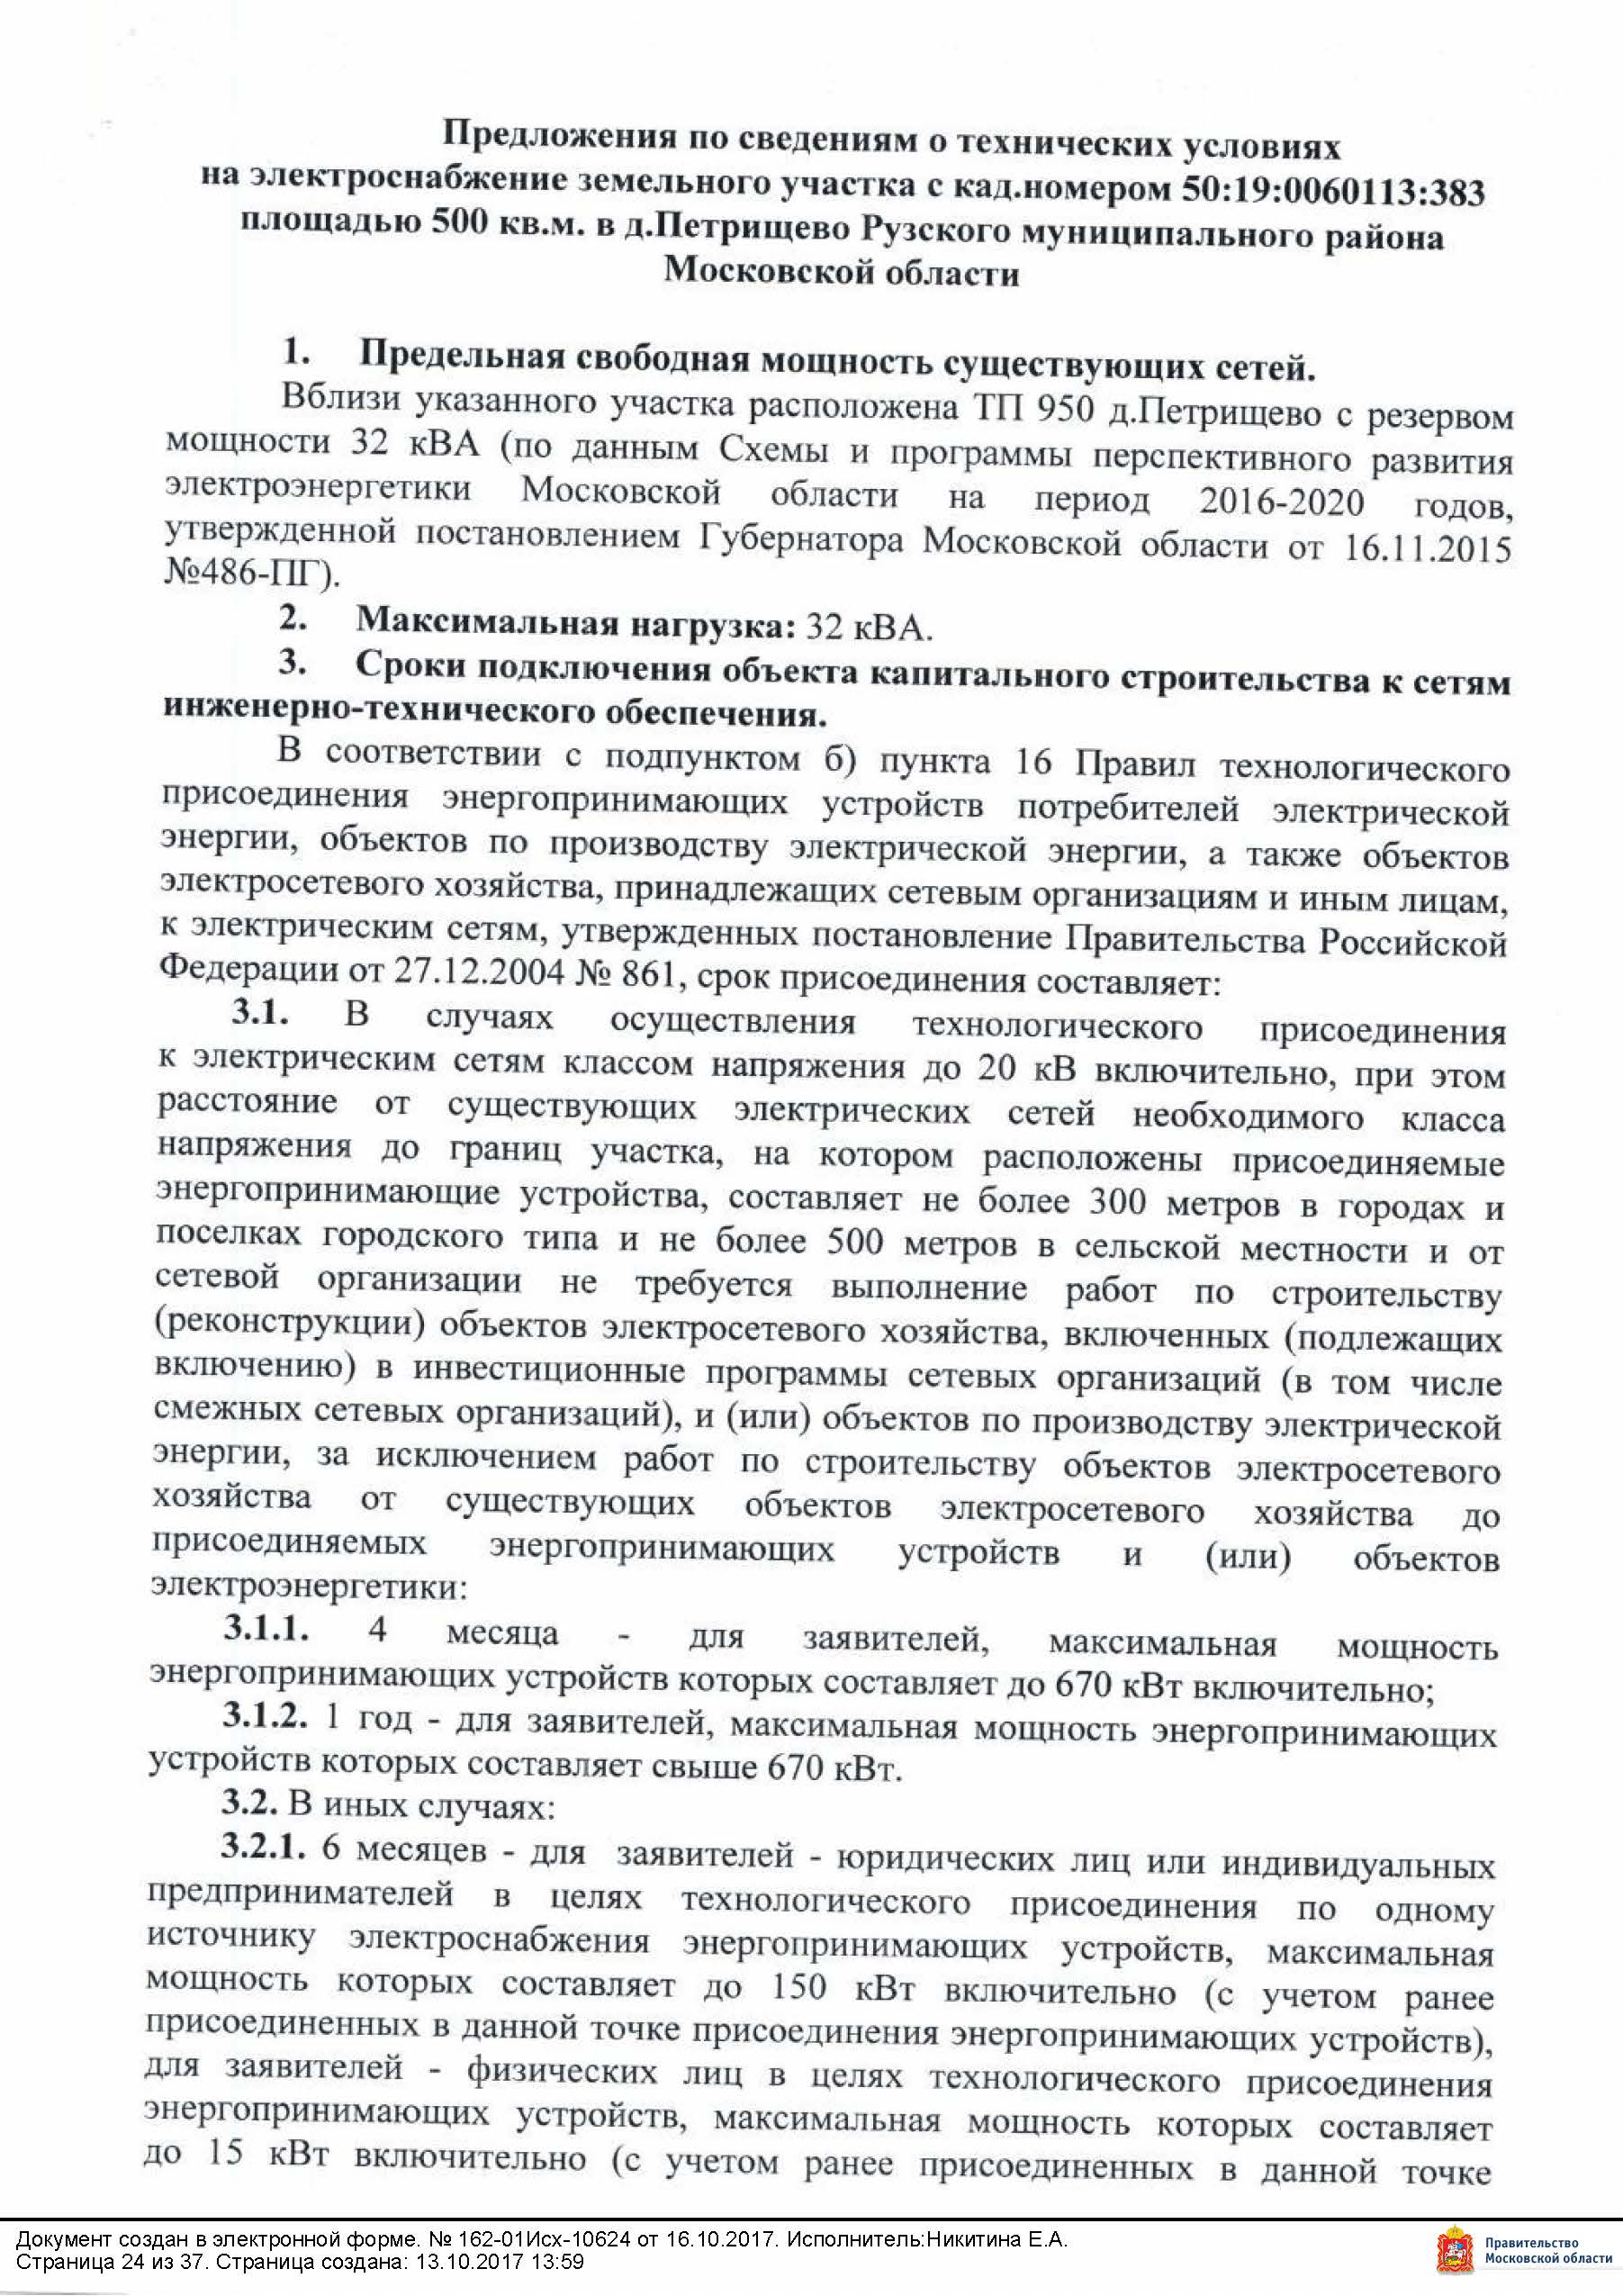 Предложения по сведениям о технических условиях
на электроснабжение земельного участка с кад.номером 50:19:0060113:383
площадью 500 кв.м. в д.Петрищево Рузского муниципального района
Московской области
1. Предельная свободная мощность существующих сетей.
Вблизи указанного участка расположена ТП 950 д.Петрищево с резервом
мощности 32 кВА (по данным Схемы и программы перспективного развития
электроэнергетики Московской области на период 2016-2020 годов,
утвержденной постановлением Губернатора Московской области от 16.11.2015
№486-ПГ).
2. Максимальная нагрузка: 32 кВА.
3. Сроки подключения объекта капитального строительства к сетям
инженерно-технического обеспечения.
В соответствии с подпунктом б) пункта 16 Правил технологического
присоединения энергопринимающих устройств потребителей электрической
энергии, объектов по производству электрической энергии, а также объектов
электросетевого хозяйства, принадлежащих сетевым организациям и иным лицам,
к электрическим сетям, утвержденных постановление Правительства Российской
Федерации от 27.12.2004 № 861, срок присоединения составляет:
3.1. В случаях осуществления технологического присоединения
к электрическим сетям классом напряжения до 20 кВ включительно, при этом
расстояние от существующих электрических сетей необходимого класса
напряжения до границ участка, на котором расположены присоединяемые
энергопринимающие устройства, составляет не более 300 метров в городах и
поселках городского типа и не более 500 метров в сельской местности и от
сетевой организации не требуется выполнение работ по строительству
(реконструкции) объектов электросетевого хозяйства, включенных (подлежащих
включению) в инвестиционные программы сетевых организаций (в том числе
смежных сетевых организаций), и (или) объектов по производству электрической
энергии, за исключением работ по строительству объектов электросетевого
хозяйства от существующих объектов электросетевого хозяйства до
присоединяемых энергопринимающих устройств и (или) объектов
электроэнергетики:
3.1.1. 4 месяца - для заявителей, максимальная мощность
энергопринимающих устройств которых составляет до 670 кВт включительно;
3.1.2. 1 год - для заявителей, максимальная мощность энергопринимающих
устройств которых составляет свыше 670 кВт.
3.2. В иных случаях:
3.2.1. 6 месяцев - для заявителей - юридических лиц или индивидуальных
предпринимателей в целях технологического присоединения по одному
источнику электроснабжения энергопринимающих устройств, максимальная
мощность которых составляет до 150 кВт включительно (с учетом ранее
присоединенных в данной точке присоединения энергопринимающих устройств),
для заявителей - физических лиц в целях технологического присоединения
энергопринимающих устройств, максимальная мощность которых составляет
до 15 кВт включительно (с учетом ранее присоединенных в данной точке
Документ создан в электронной форме. № 162-01Исх-10624 от 16.10.2017. Исполнитель:Никитина Е.А.
Страница 24 из 37. Страница создана: 13.10.2017 13:59
Правительство
Московской области